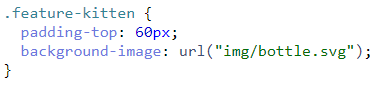 .feature-kitten {
  padding-top: 60px;
  background-image: url("img/bottle.svg");
}